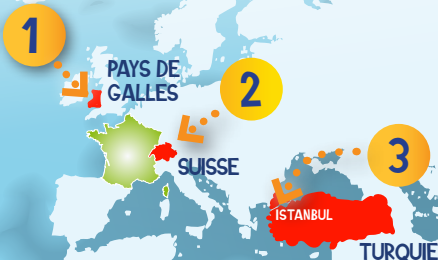 1
PAYS DE
GALLES
2
SUISSE
3
ISTANBUL
TURQUIE